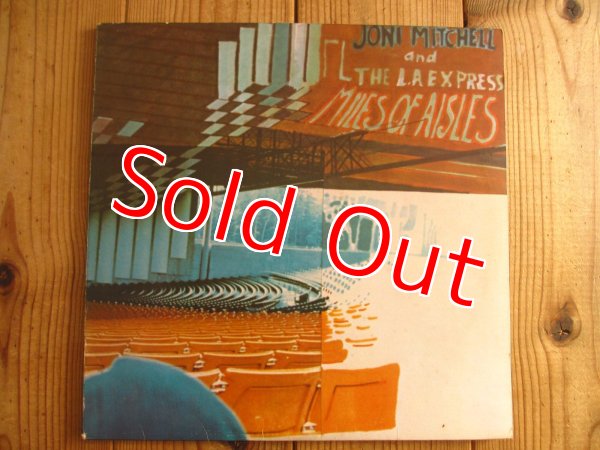 JONI MITCHELL
and
THE L.A EXPRESS
MILES OF AISLES
Sold Out